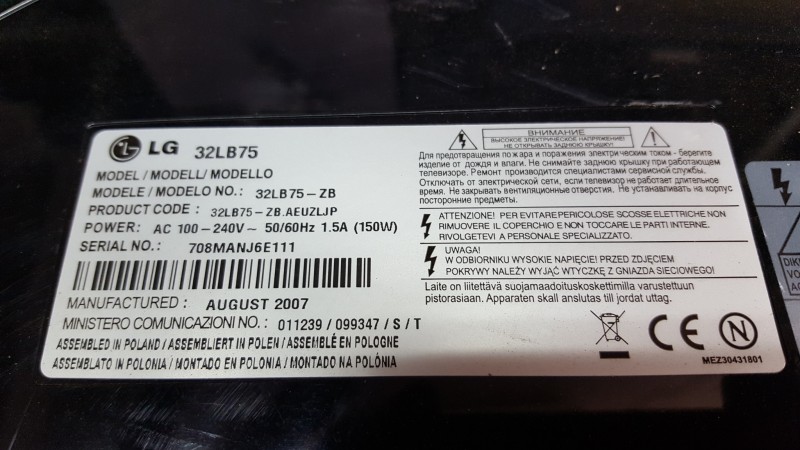 LG 32LB75
MODEL / MODELL/ MODELLO
MODELE / MODELO NO. : 32LB75-ZB
PRODUCT CODE : 32LB75-ZB.AEUZLJP
POWER: AC 100-240V~ 50/60Hz 1.5A (150W)
SERIAL NO.: 708MANJ6E111
MANUFACTURED : AUGUST 2007
MINISTERO COMUNICAZIONI NO. : 011239 / 099347 / S / T
ASSEMBLED IN POLAND / ASSEMBLIERT IN POLEN / ASSEMBLÉ EN POLOGNE
ASSEMBLATO IN POLONIA / MONTADO EN POLONIA / MONTADO NA POLÓNIA
ВНИМАНИЕ
ВЫСОКОЕ ЭЛЕКТРИЧЕСКОЕ НАПРЯЖЕНИЕ!
НЕ ОТКРЫВАТЬ ЗАДНЮЮ КРЫШКУ!
Для предотвращения пожара и поражения электрическим током - берегите
изделие от дождя и влаги. Не снимайте заднюю крышку при работающем
телевизоре. Ремонт производится специалистами сервисной службы.
Отключать от электрической сети, если телевизор не работает длительное
время. Не закрывать вентиляционные отверстия. Не устанавливать на корпус
посторонние предметы.
ATTENZIONE! PER EVITARE PERICOLOSE SCOSSE ELETTRICHE
RIMUOVERE IL COPERCHIO E NON TOCCARE LE PARTI INTERNE.
RIVOLGETEVI A PERSONALE SPECIALIZZATO.
UWAGA!
W ODBIORNIKU WYSOKIE NAPIĘCIE! PRZED ZDJĘCIEM
POKRYWY NALEŻY WYJĄĆ WTYCZKĘ Z GNIAZDA SIECIOWEGO!
Laite on liitettävä suojamaadoituskoskettimilla varustettuun
pistorasiaan. Apparaten skall anslutas till jordat uttag.
CE N
MEZ30431801